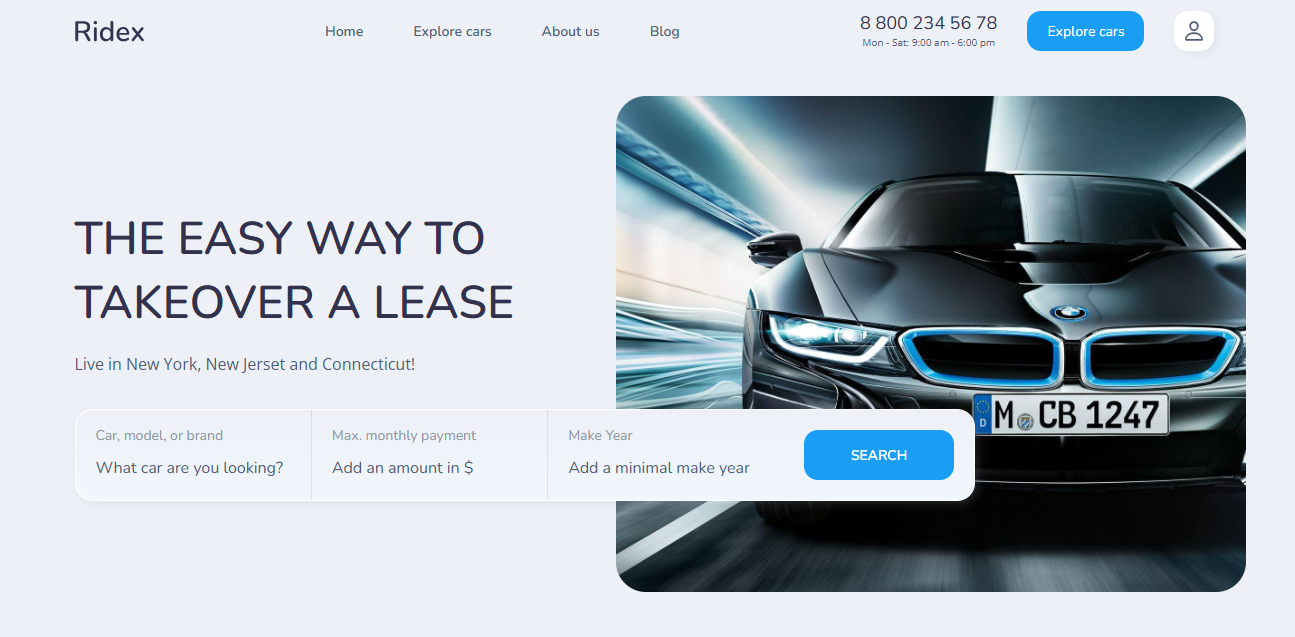 Ridex
Home
Explore cars
About us
Blog
8 800 234 56 78
Mon - Sat: 9:00 am - 6:00 pm
Explore cars
THE EASY WAY TO
TAKEOVER A LEASE
Live in New York, New Jerset and Connecticut!
Car, model, or brand
What car are you looking?
Max. monthly payment
Add an amount in $
Make Year
Add a minimal make year
SEARCH
BMW
D
M CB 1247